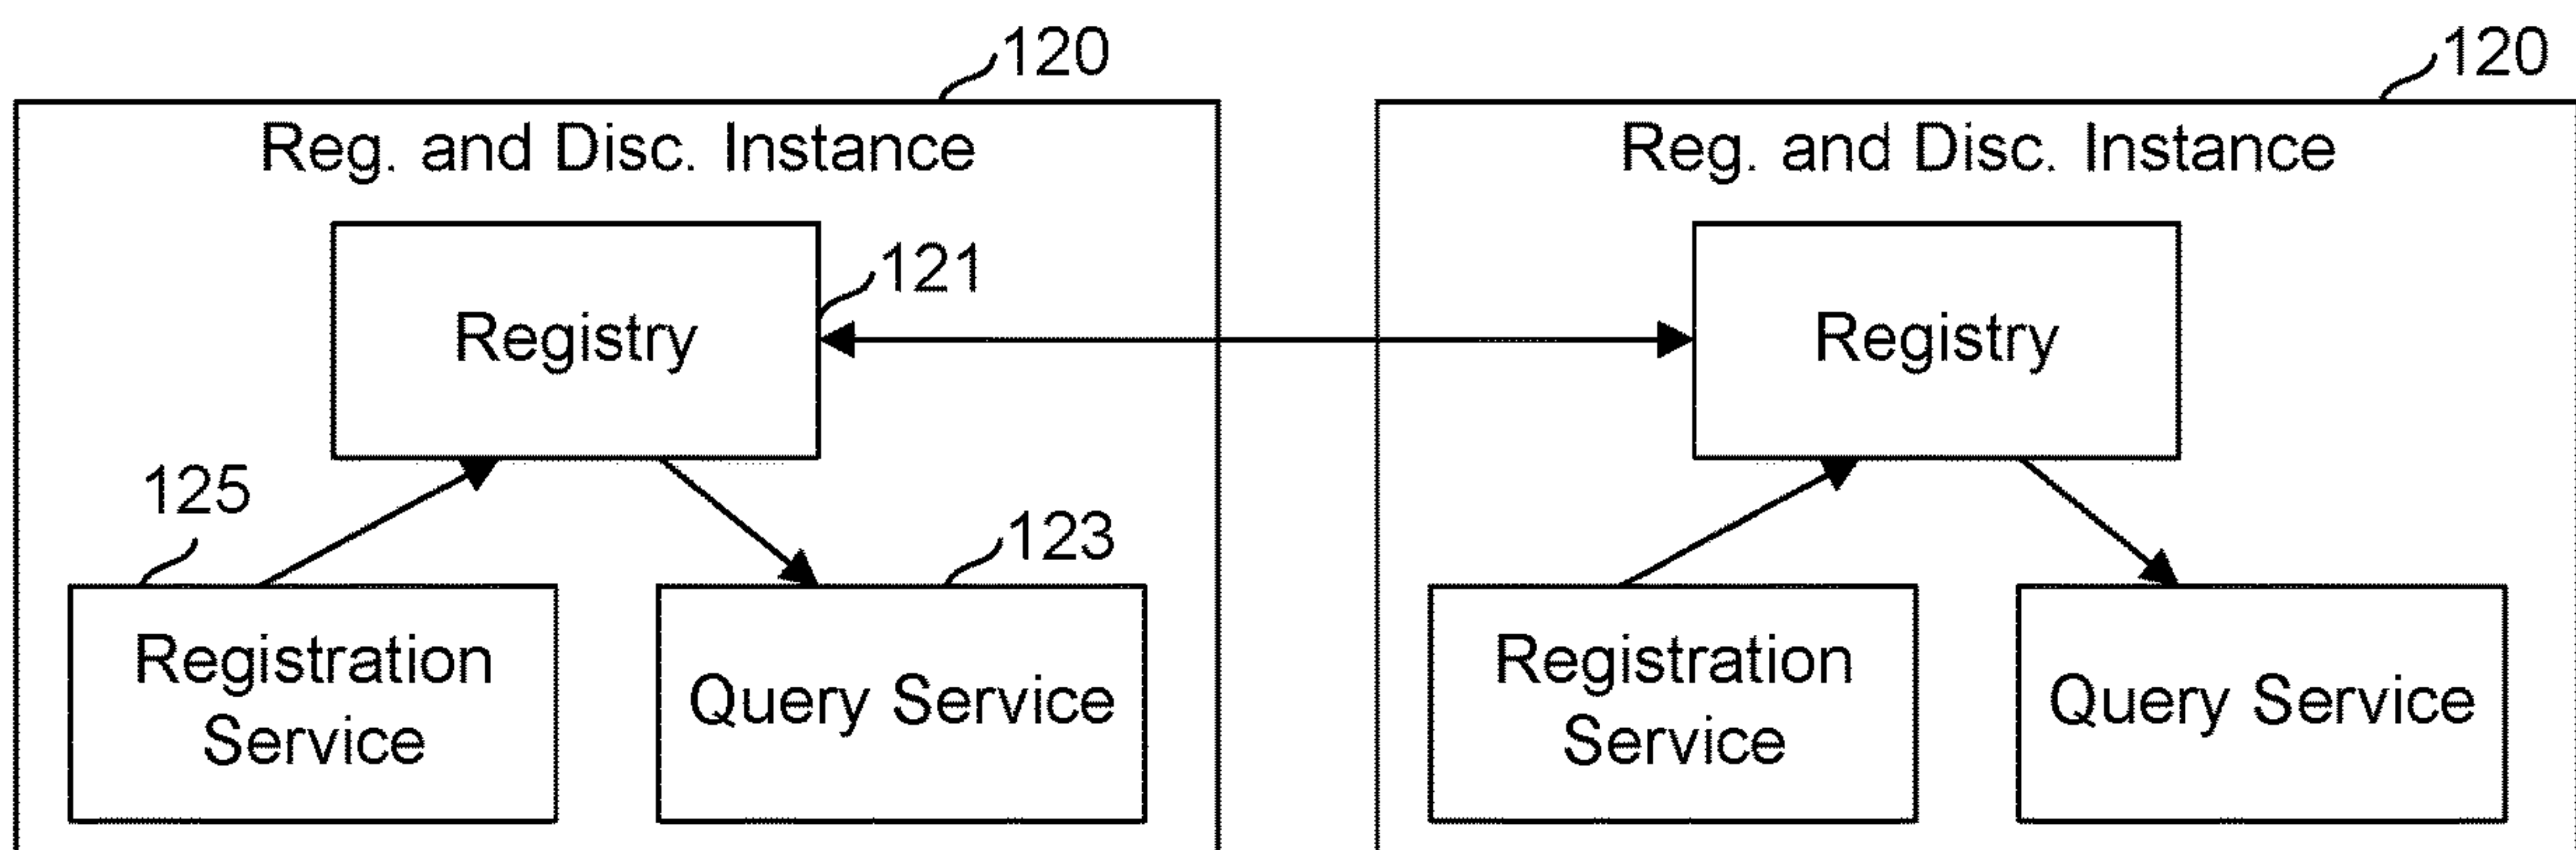 120
120
Reg. and Disc. Instance
Reg. and Disc. Instance
121
Registry
Registry
125
123
Registration
Service
Query Service
Registration
Service
Query Service